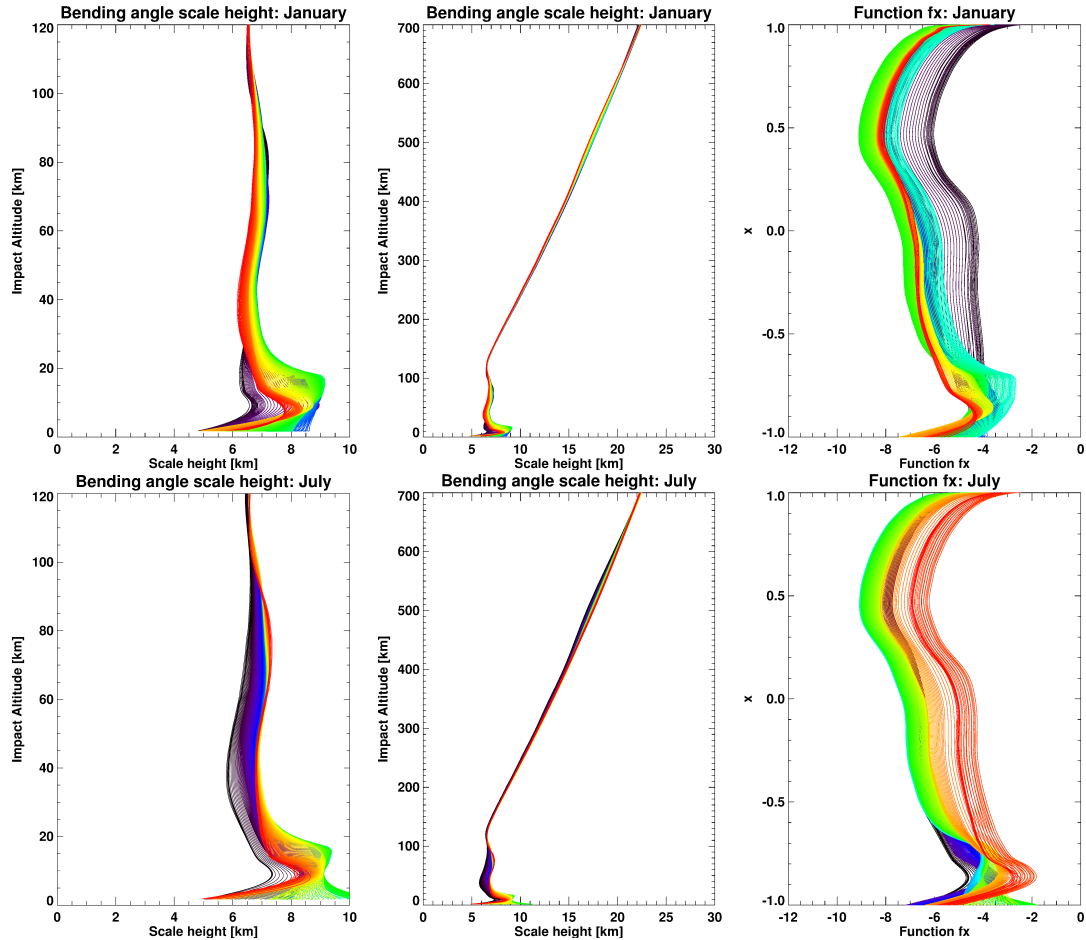 Bending angle scale height: January
120
100
80
60
40
20
0
Impact Altitude [km]
0 2 4 6 8 10
Scale height [km]
Bending angle scale height: January
700
600
500
400
300
200
100
0
Impact Altitude [km]
0 5 10 15 20 25 30
Scale height [km]
Function fx: January
1.0
0.5
0.0
-0.5
-1.0
x
-12 -10 -8 -6 -4 -2 0
Function fx
Bending angle scale height: July
120
100
80
60
40
20
0
Impact Altitude [km]
0 2 4 6 8 10
Scale height [km]
Bending angle scale height: July
700
600
500
400
300
200
100
0
Impact Altitude [km]
0 5 10 15 20 25 30
Scale height [km]
Function fx: July
1.0
0.5
0.0
-0.5
-1.0
x
-12 -10 -8 -6 -4 -2 0
Function fx